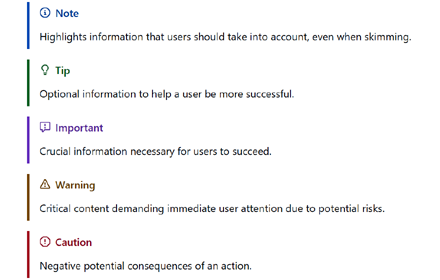 Note
Highlights information that users should take into account, even when skimming.
Tip
Optional information to help a user be more successful.
Important
Crucial information necessary for users to succeed.
Warning
Critical content demanding immediate user attention due to potential risks.
Caution
Negative potential consequences of an action.